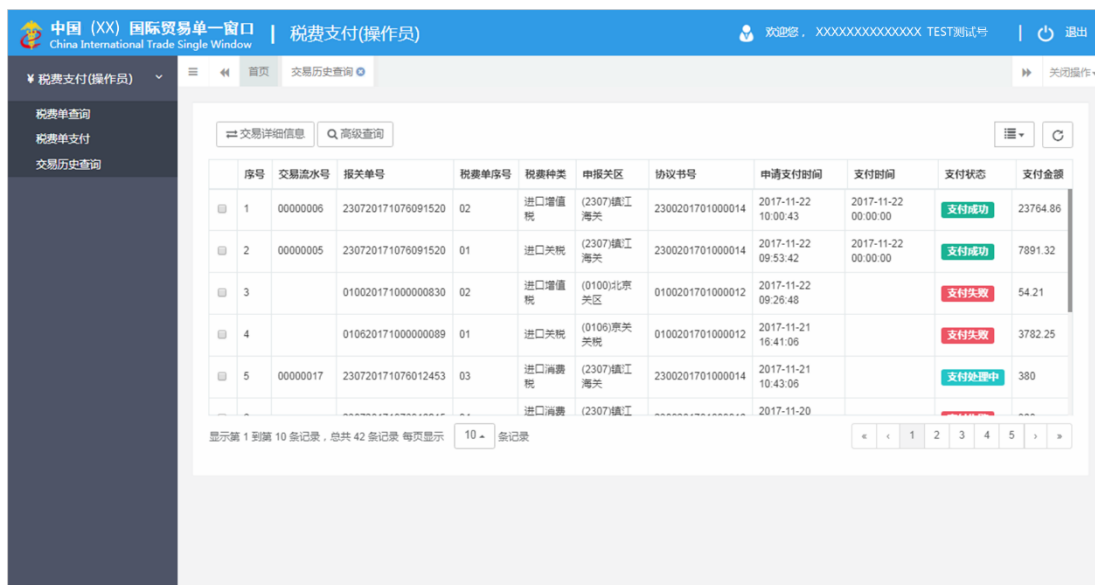 中国 (XX) 国际贸易单一窗口 | 税费支付(操作员)
China International Trade Single Window
欢迎您， XXXXXXXXXXXXXX TEST测试号 | 退出
¥ 税费支付(操作员)
首页 交易历史查询 关闭操作
税费单查询
税费单支付
交易历史查询
交易详细信息 高级查询
序号 交易流水号 报关单号 税费单序号 税费种类 申报关区 协议书号 申请支付时间 支付时间 支付状态 支付金额
1 00000006 230720171076091520 02 进口增值税 (2307)镇江海关 2300201701000014 2017-11-22 10:00:43 2017-11-22 00:00:00 支付成功 23764.86
2 00000005 230720171076091520 01 进口关税 (2307)镇江海关 2300201701000014 2017-11-22 09:53:42 2017-11-22 00:00:00 支付成功 7891.32
3 010020171000000830 02 进口增值税 (0100)北京关区 0100201701000012 2017-11-22 09:26:48 支付失败 54.21
4 010620171000000089 01 进口关税 (0106)京关关税 0100201701000012 2017-11-21 16:41:06 支付失败 3782.25
5 00000017 230720171076012453 03 进口消费税 (2307)镇江海关 2300201701000014 2017-11-21 10:43:06 支付处理中 380
进口消费 (2307)镇江 2017-11-20
显示第 1 到第 10 条记录，总共 42 条记录 每页显示 10 条记录 « ‹ 1 2 3 4 5 › »